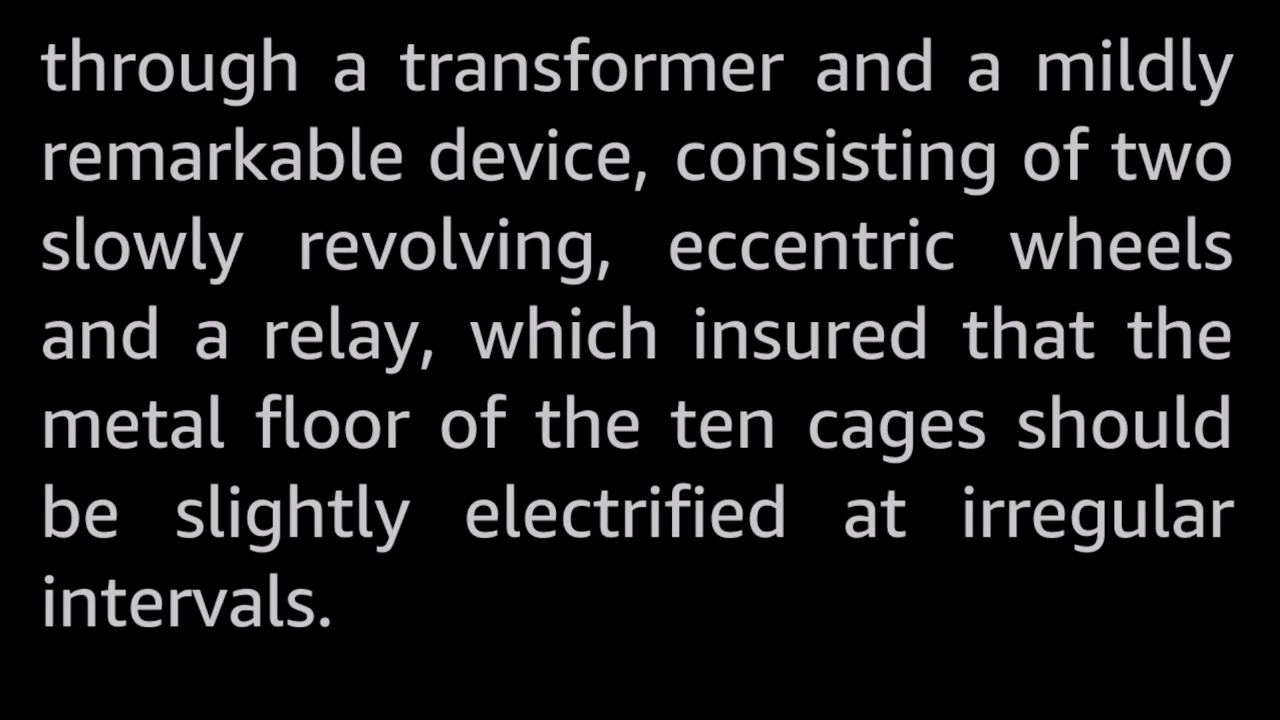 through a transformer and a mildly
remarkable device, consisting of two
slowly revolving, eccentric wheels
and a relay, which insured that the
metal floor of the ten cages should
be slightly electrified at irregular
intervals.